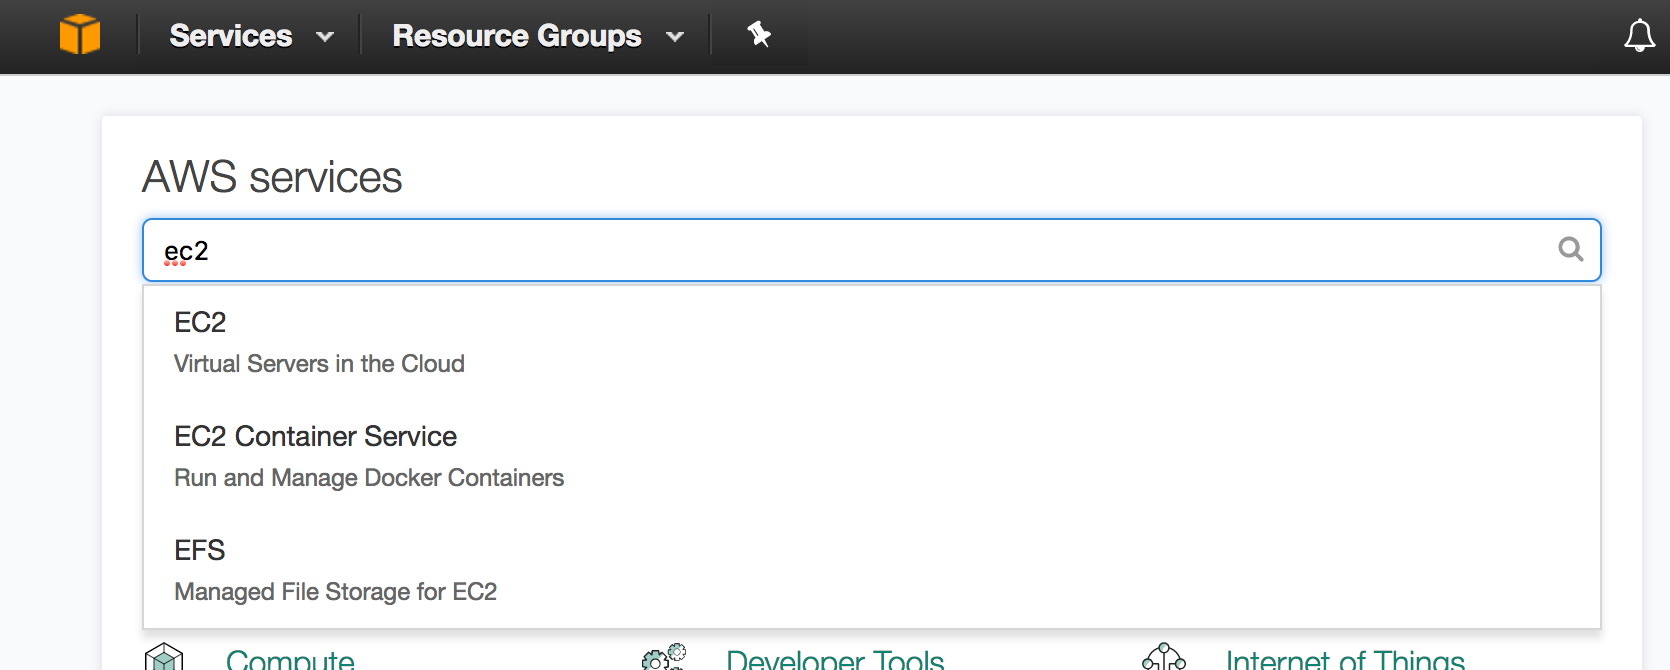 Services
Resource Groups
AWS services
ec2
EC2
Virtual Servers in the Cloud
EC2 Container Service
Run and Manage Docker Containers
EFS
Managed File Storage for EC2
Compute
Developer Tools
Internet of Things